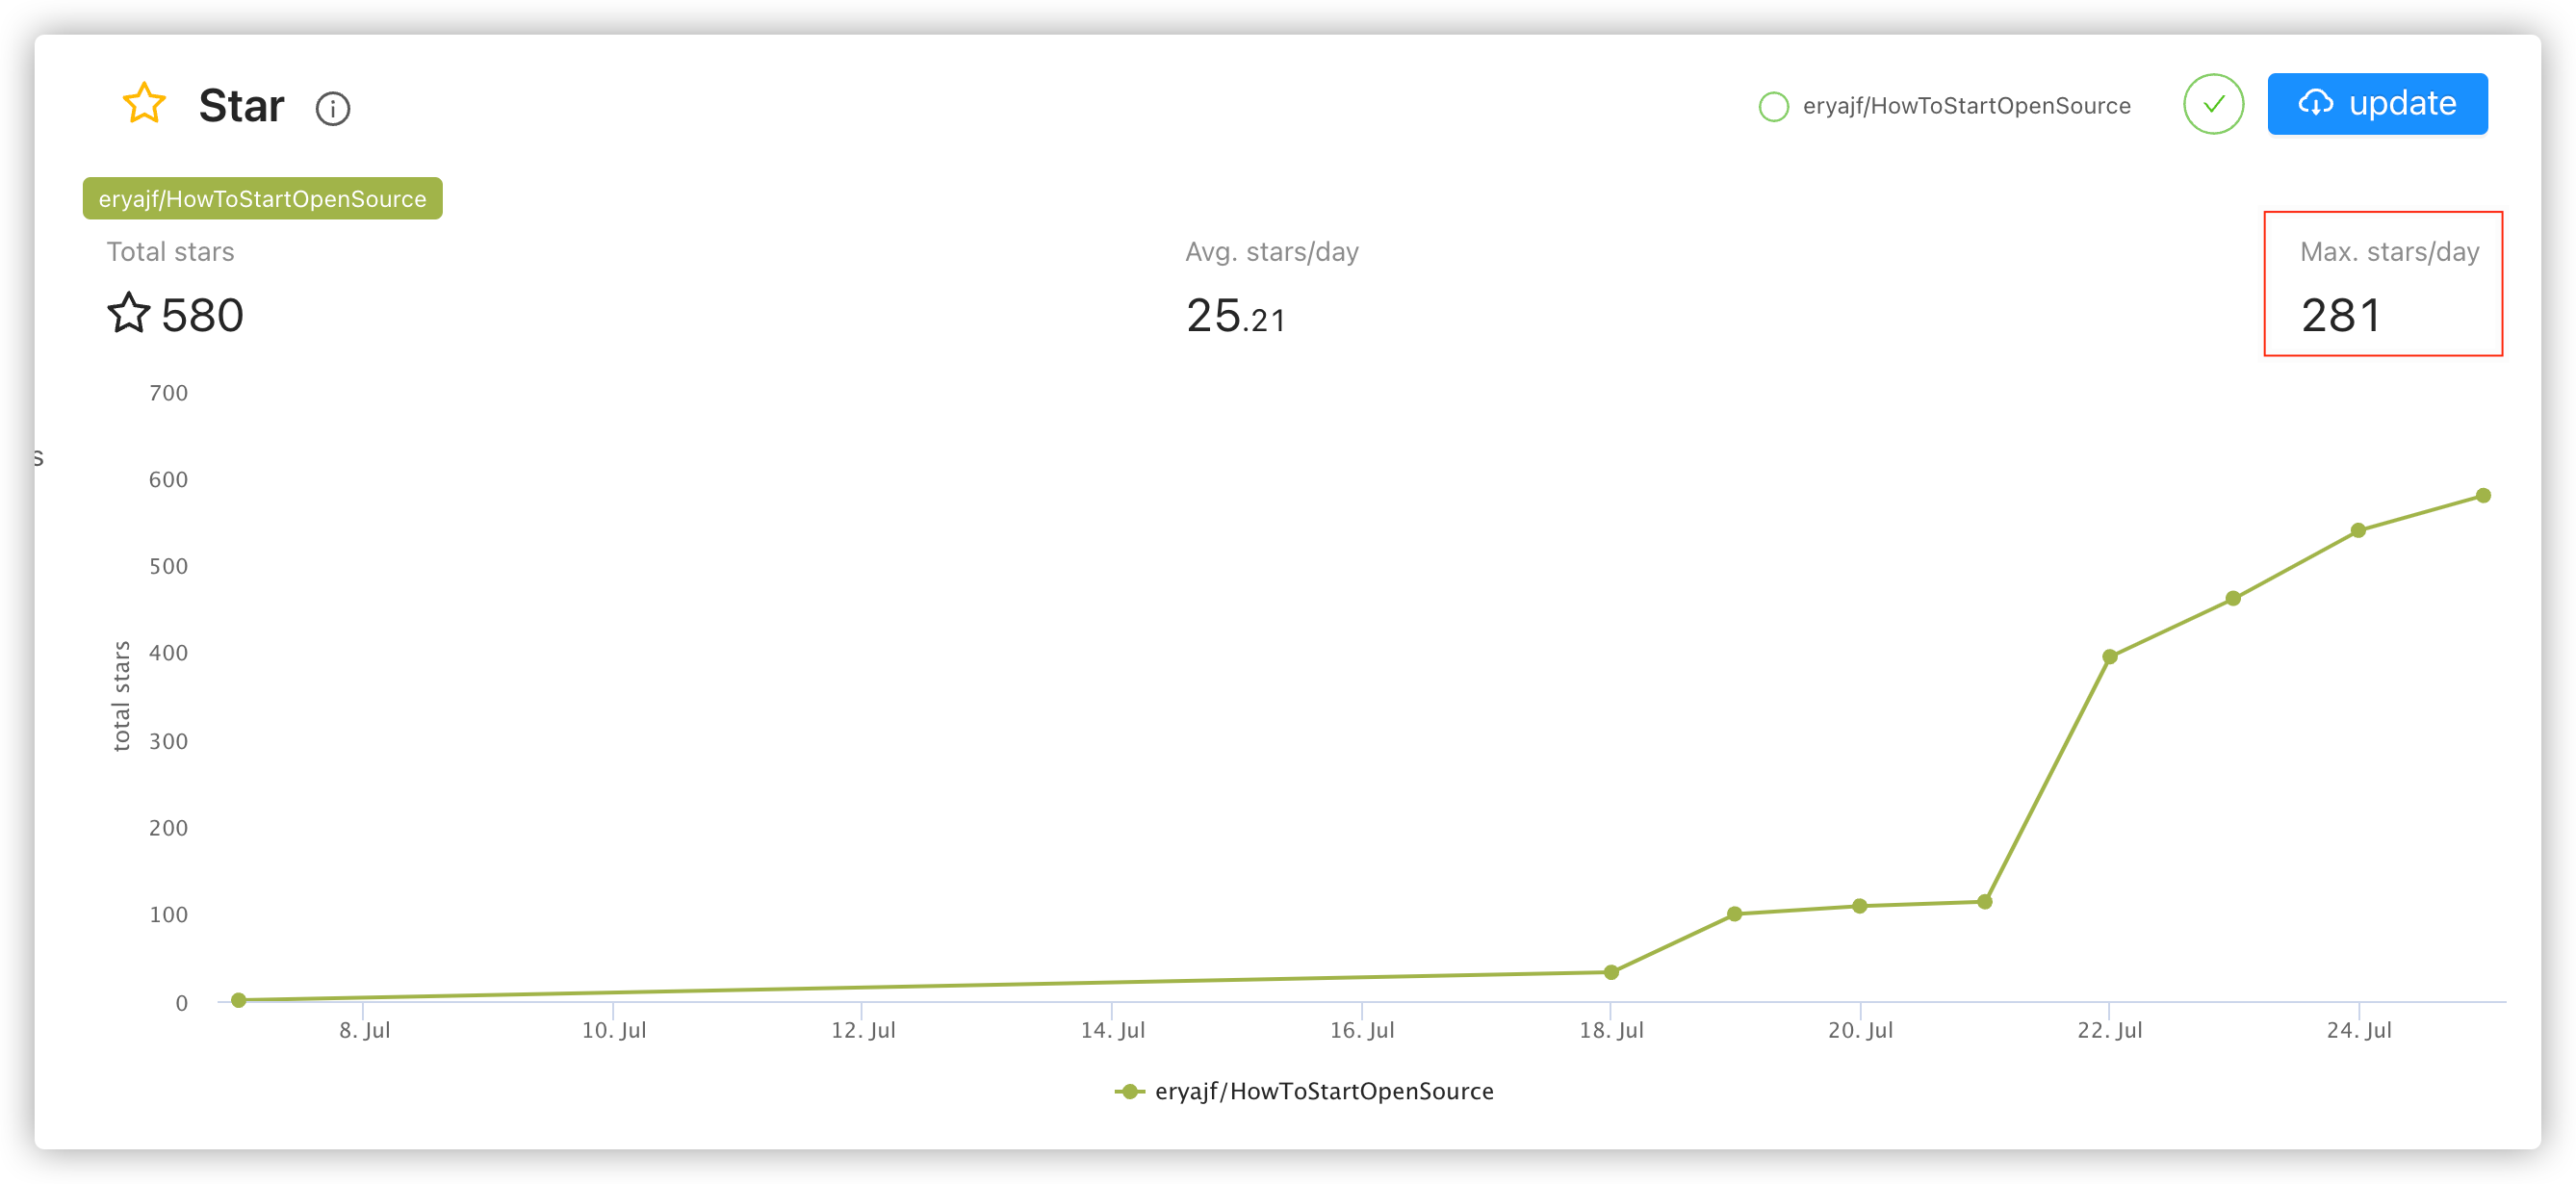 Star
eryajf/HowToStartOpenSource
update
eryajf/HowToStartOpenSource
Total stars
580
Avg. stars/day
25.21
Max. stars/day
281
s
total stars
700
600
500
400
300
200
100
0
8. Jul
10. Jul
12. Jul
14. Jul
16. Jul
18. Jul
20. Jul
22. Jul
24. Jul
eryajf/HowToStartOpenSource